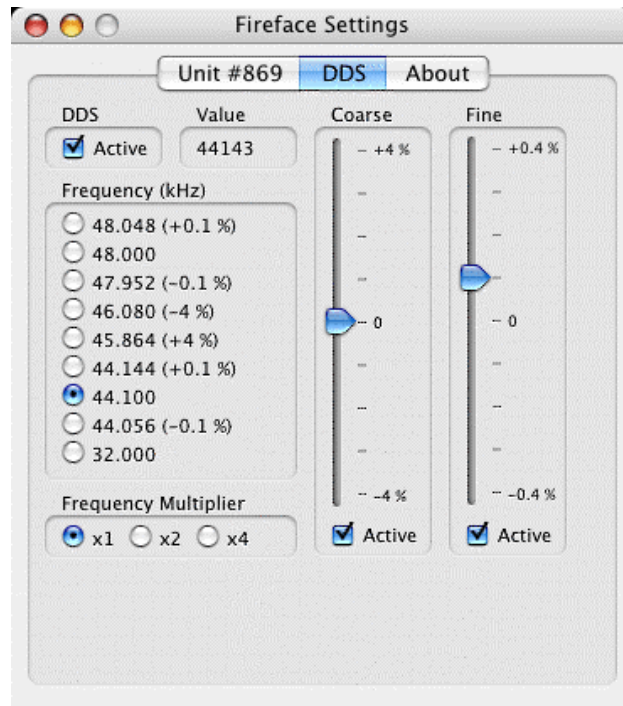 Fireface Settings
Unit #869 DDS About
DDS Value Coarse Fine
Active 44143
Frequency (kHz)
48.048 (+0.1 %)
48.000
47.952 (-0.1 %)
46.080 (-4 %)
45.864 (+4 %)
44.144 (+0.1 %)
44.100
44.056 (-0.1 %)
32.000
Frequency Multiplier
x1 x2 x4
+4 %
0
-4 %
Active
+0.4 %
0
-0.4 %
Active